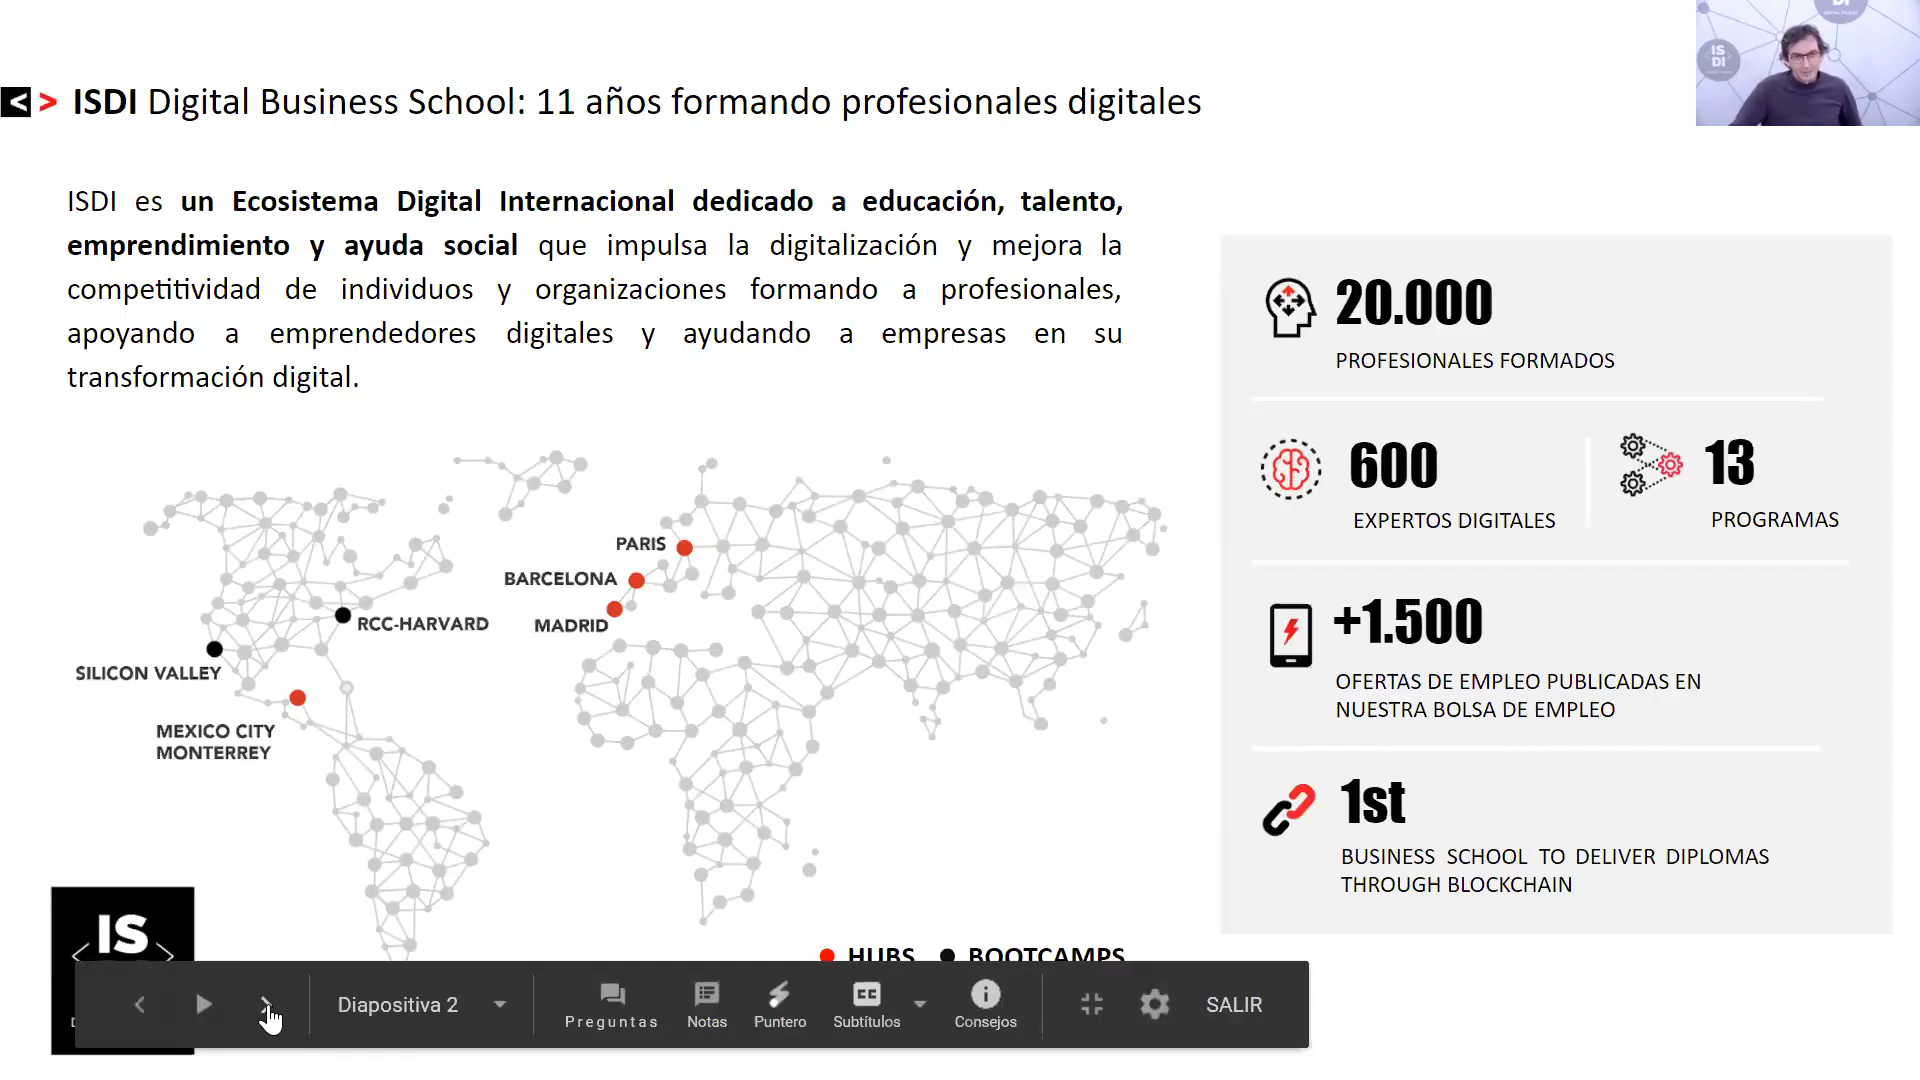 <> ISDI Digital Business School: 11 años formando profesionales digitales
ISDI es un Ecosistema Digital Internacional dedicado a educación, talento,
emprendimiento y ayuda social que impulsa la digitalización y mejora la
competitividad de individuos y organizaciones formando a profesionales,
apoyando a emprendedores digitales y ayudando a empresas en su
transformación digital.
PARIS
BARCELONA
MADRID
RCC-HARVARD
SILICON VALLEY
MEXICO CITY
MONTERREY
HUBS
BOOTCAMPS
20.000
PROFESIONALES FORMADOS
600
EXPERTOS DIGITALES
13
PROGRAMAS
+1.500
OFERTAS DE EMPLEO PUBLICADAS EN
NUESTRA BOLSA DE EMPLEO
1st
BUSINESS SCHOOL TO DELIVER DIPLOMAS
THROUGH BLOCKCHAIN
IS
IS
DI
DI
Diapositiva 2
Preguntas
Notas
Puntero
CC
Subtítulos
Consejos
SALIR